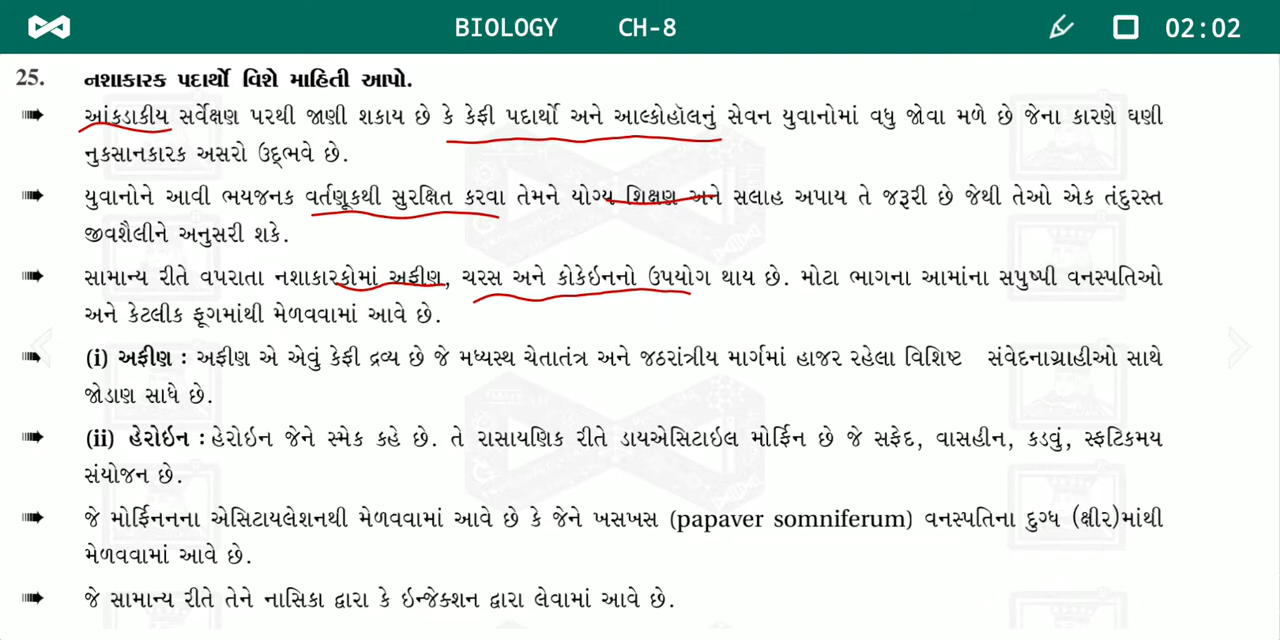 BIOLOGY CH-8 02:02
25. નશાકારક પદાર્થો વિશે માહિતી આપો.
આંકડાકીય સર્વેક્ષણ પરથી જાણી શકાય છે કે કેફી પદાર્થો અને આલ્કોહૉલનું સેવન યુવાનોમાં વધુ જોવા મળે છે જેના કારણે ઘણી
નુકસાનકારક અસરો ઉદ્ભવે છે.
યુવાનોને આવી ભયજનક વર્તણૂકથી સુરક્ષિત કરવા તેમને યોગ્ય શિક્ષણ અને સલાહ અપાય તે જરૂરી છે જેથી તેઓ એક તંદુરસ્ત
જીવશૈલીને અનુસરી શકે.
સામાન્ય રીતે વપરાતા નશાકારકોમાં અફીણ, ચરસ અને કોકેઇનનો ઉપયોગ થાય છે. મોટા ભાગના આમાંના સપુષ્પી વનસ્પતિઓ
અને કેટલીક ફૂગમાંથી મેળવવામાં આવે છે.
(i) અફીણ : અફીણ એ એવું કેફી દ્રવ્ય છે જે મધ્યસ્થ ચેતાતંત્ર અને જઠરાંત્રીય માર્ગમાં હાજર રહેલા વિશિષ્ટ સંવેદનાગ્રાહીઓ સાથે
જોડાણ સાધે છે.
(ii) હેરોઇન : હેરોઇન જેને સ્મેક કહે છે. તે રાસાયણિક રીતે ડાયએસિટાઇલ મોર્ફિન છે જે સફેદ, વાસહીન, કડવું, સ્ફટિકમય
સંયોજન છે.
જે મોર્ફિનનના એસિટાયલેશનથી મેળવવામાં આવે છે કે જેને ખસખસ (papaver somniferum) વનસ્પતિના દુગ્ધ (ક્ષીર)માંથી
મેળવવામાં આવે છે.
જે સામાન્ય રીતે તેને નાસિકા દ્વારા કે ઇન્જેક્શન દ્વારા લેવામાં આવે છે.